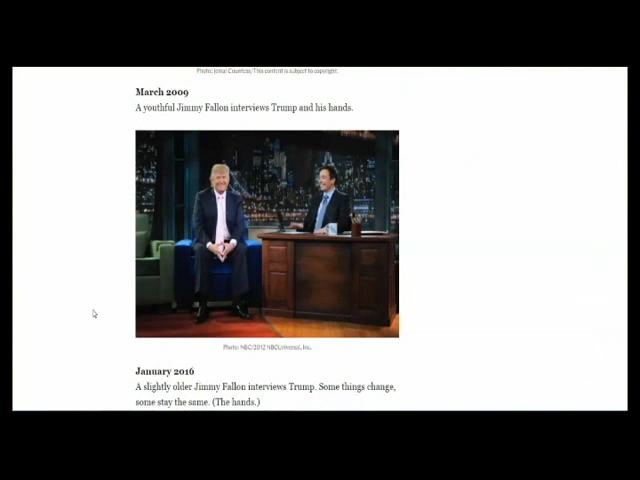 Photo: Jemal Countess/This content is subject to copyright.
March 2009
A youthful Jimmy Fallon interviews Trump and his hands.
Photo: NBC/2012 NBCUniversal, Inc.
January 2016
A slightly older Jimmy Fallon interviews Trump. Some things change,
some stay the same. (The hands.)